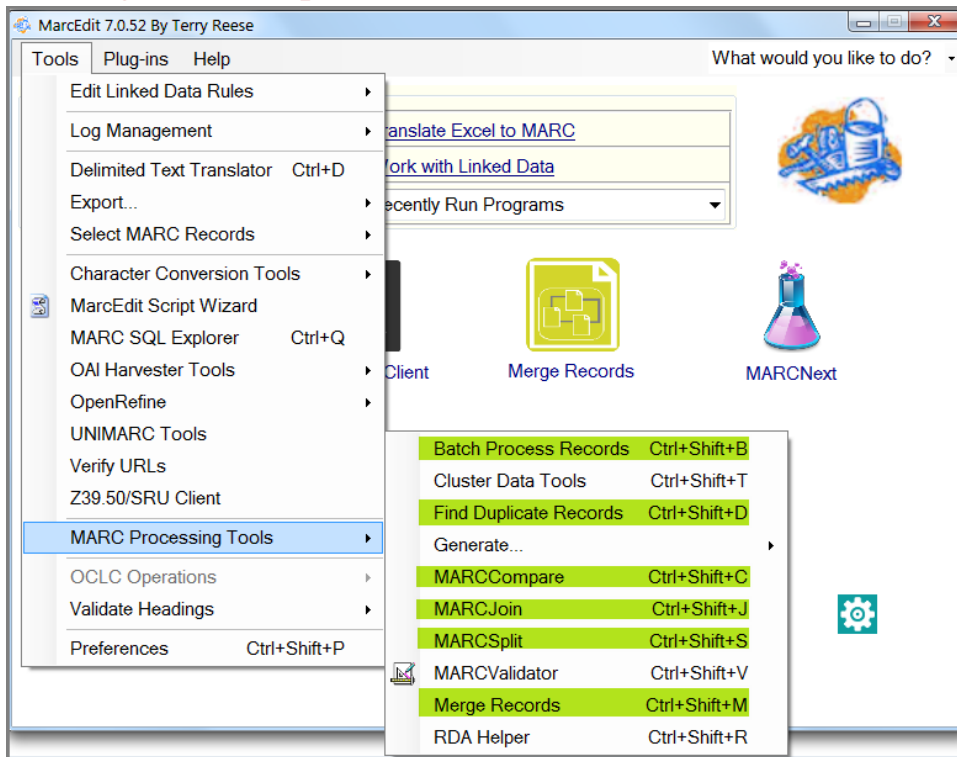 MarcEdit 7.0.52 By Terry Reese
Tools Plug-ins Help What would you like to do?
Edit Linked Data Rules
Log Management
ranslate Excel to MARC
Delimited Text Translator Ctrl+D
ork with Linked Data
Export...
ecently Run Programs
Select MARC Records
Character Conversion Tools
MarcEdit Script Wizard
MARC SQL Explorer Ctrl+Q
OAI Harvester Tools
Client Merge Records MARCNext
OpenRefine
UNIMARC Tools
Verify URLs
Z39.50/SRU Client
MARC Processing Tools
OCLC Operations
Validate Headings
Preferences Ctrl+Shift+P
Batch Process Records Ctrl+Shift+B
Cluster Data Tools Ctrl+Shift+T
Find Duplicate Records Ctrl+Shift+D
Generate...
MARCCompare Ctrl+Shift+C
MARCJoin Ctrl+Shift+J
MARCSplit Ctrl+Shift+S
MARCValidator Ctrl+Shift+V
Merge Records Ctrl+Shift+M
RDA Helper Ctrl+Shift+R